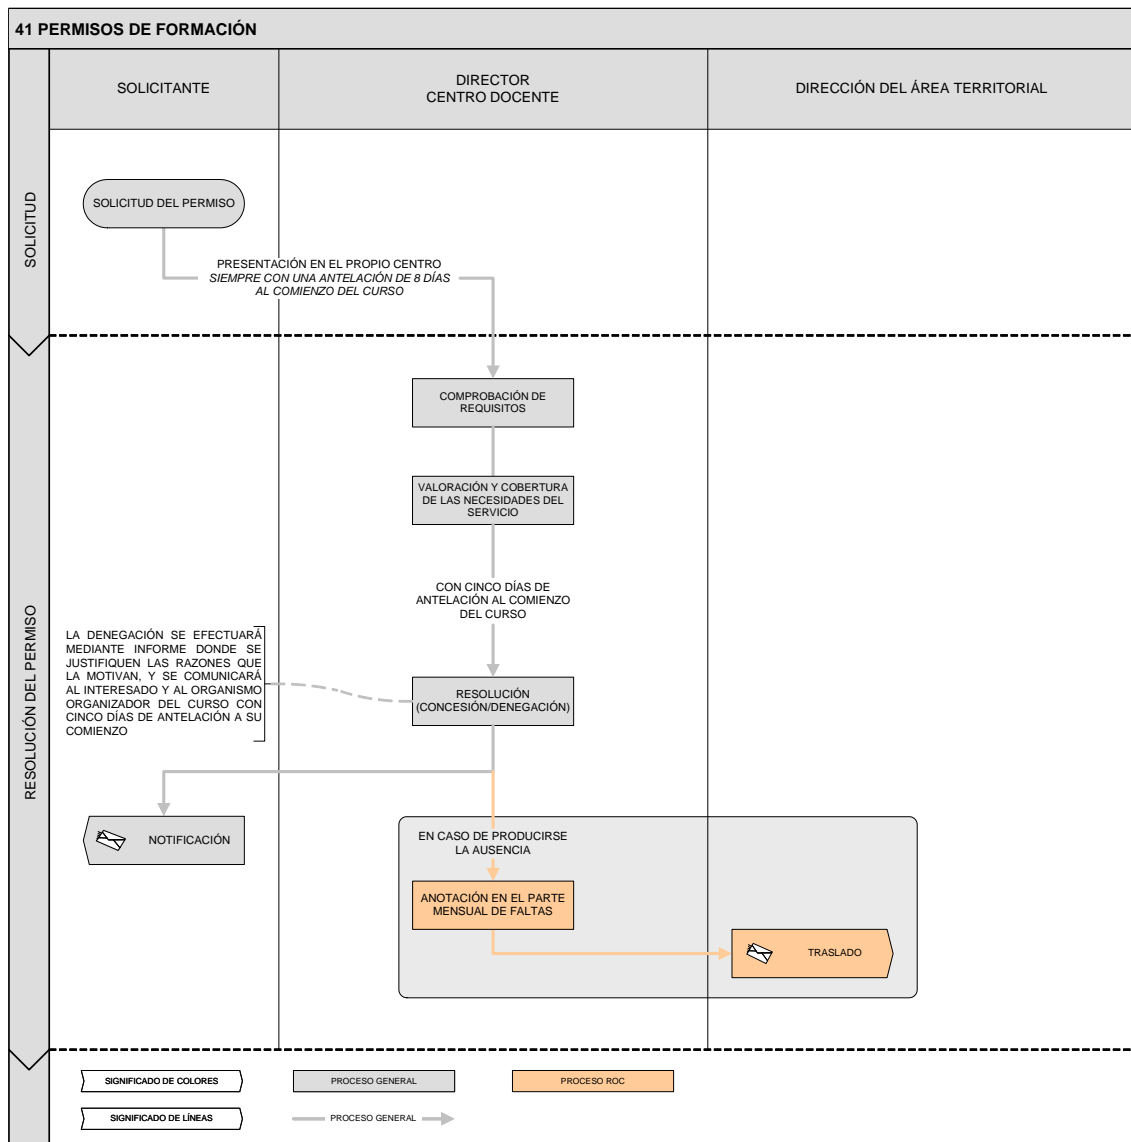 41 PERMISOS DE FORMACIÓN
SOLICITANTE
DIRECTOR
CENTRO DOCENTE
DIRECCIÓN DEL ÁREA TERRITORIAL
SOLICITUD
SOLICITUD DEL PERMISO
PRESENTACIÓN EN EL PROPIO CENTRO
SIEMPRE CON UNA ANTELACIÓN DE 8 DÍAS
AL COMIENZO DEL CURSO
RESOLUCIÓN DEL PERMISO
COMPROBACIÓN DE
REQUISITOS
VALORACIÓN Y COBERTURA
DE LAS NECESIDADES DEL
SERVICIO
CON CINCO DÍAS DE
ANTELACIÓN AL COMIENZO
DEL CURSO
LA DENEGACIÓN SE EFECTUARÁ
MEDIANTE INFORME DONDE SE
JUSTIFIQUEN LAS RAZONES QUE
LA MOTIVAN, Y SE COMUNICARÁ
AL INTERESADO Y AL ORGANISMO
ORGANIZADOR DEL CURSO CON
CINCO DÍAS DE ANTELACIÓN A SU
COMIENZO
RESOLUCIÓN
(CONCESIÓN/DENEGACIÓN)
NOTIFICACIÓN
EN CASO DE PRODUCIRSE
LA AUSENCIA
ANOTACIÓN EN EL PARTE
MENSUAL DE FALTAS
TRASLADO
SIGNIFICADO DE COLORES
PROCESO GENERAL
PROCESO ROC
SIGNIFICADO DE LÍNEAS
PROCESO GENERAL